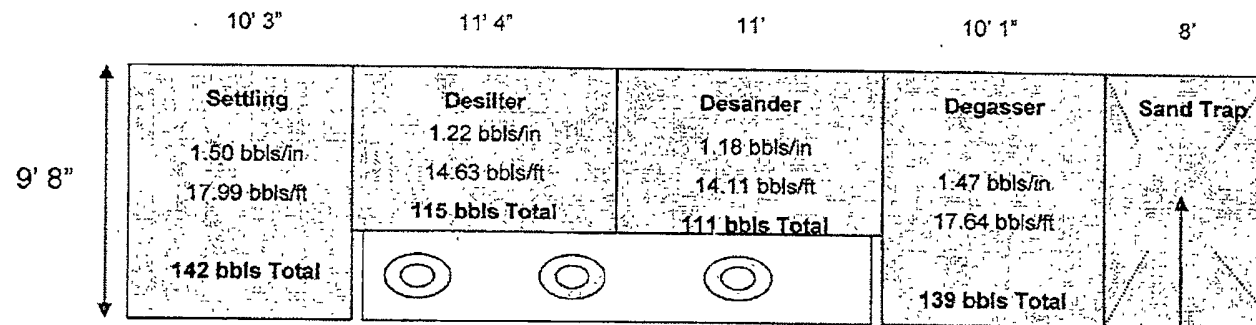 10' 3"
11' 4"
11'
10' 1"
8'
9' 8"
Settling
1.50 bbls/in
17.99 bbls/ft
142 bbls Total
Desilter
1.22 bbls/in
14.63 bbls/ft
115 bbls Total
Desander
1.18 bbls/in
14.11 bbls/ft
111 bbls Total
Degasser
1.47 bbls/in
17.64 bbls/ft
139 bbls Total
Sand Trap